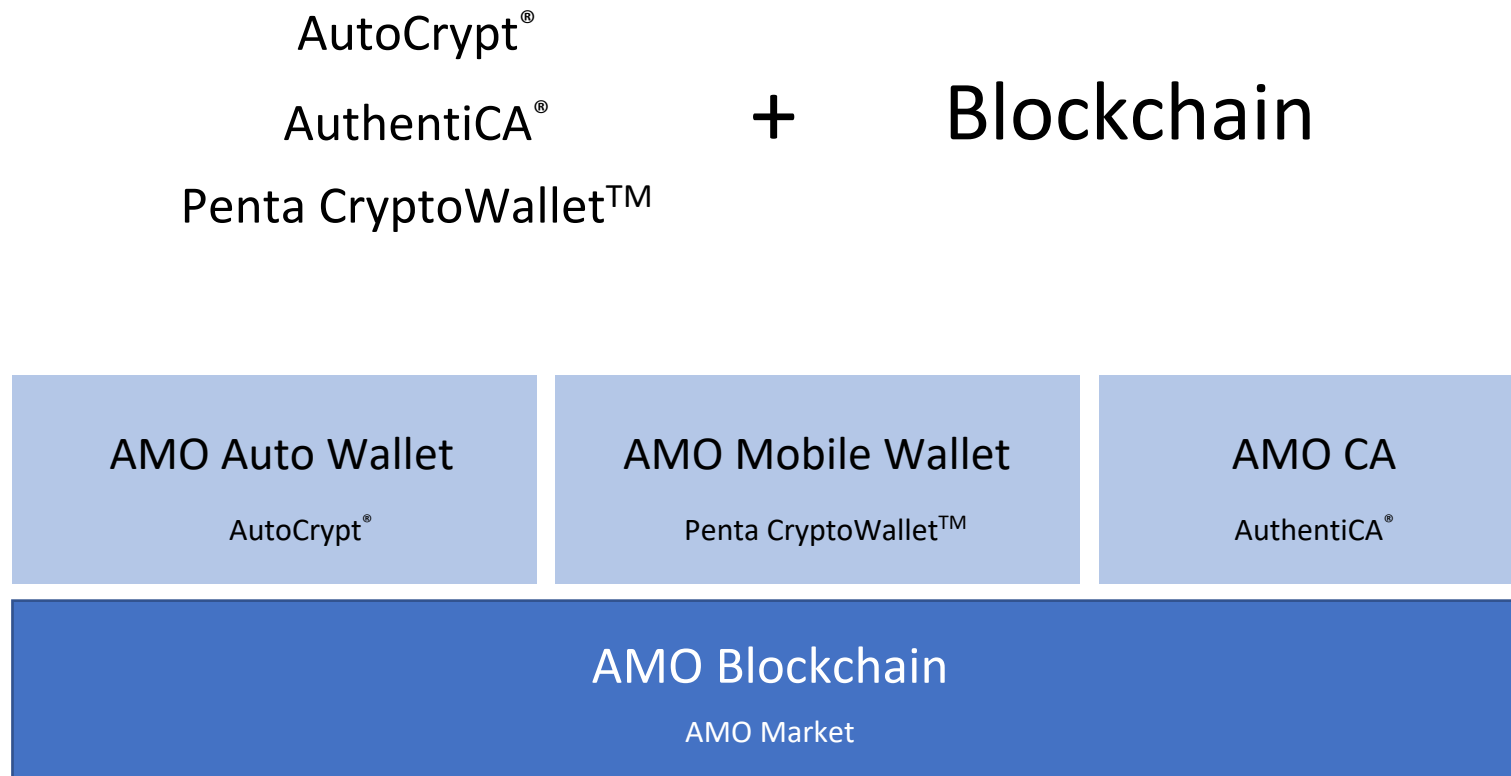 AutoCrypt®
AuthentiCA®
+
Blockchain
Penta CryptoWallet™
AMO Auto Wallet
AutoCrypt®
AMO Mobile Wallet
Penta CryptoWallet™
AMO CA
AuthentiCA®
AMO Blockchain
AMO Market